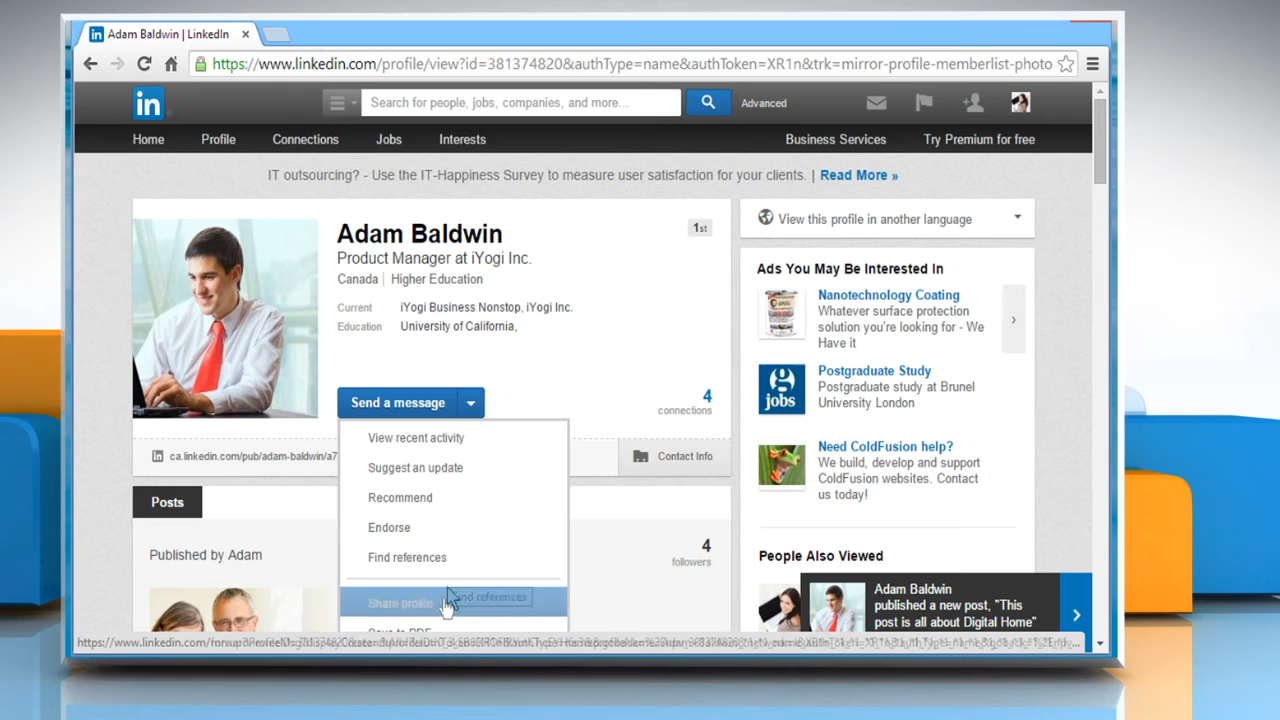 in Adam Baldwin | LinkedIn ×
https://www.linkedin.com/profile/view?id=381374820&authType=name&authToken=XR1n&trk=mirror-profile-memberlist-photo
in
Search for people, jobs, companies, and more...
Advanced
Home Profile Connections Jobs Interests Business Services Try Premium for free
IT outsourcing? - Use the IT-Happiness Survey to measure user satisfaction for your clients. | Read More »
Adam Baldwin
1st
Product Manager at iYogi Inc.
Canada | Higher Education
Current iYogi Business Nonstop, iYogi Inc.
Education University of California,
Send a message
4
connections
View recent activity
Suggest an update
Recommend
Endorse
Find references
Share profile
Find references
Save to PDF
ca.linkedin.com/pub/adam-baldwin/a7
Contact Info
Posts
Published by Adam
4
followers
View this profile in another language
Ads You May Be Interested In
Nanotechnology Coating
Whatever surface protection
solution you're looking for - We
Have it
g
jobs
Postgraduate Study
Postgraduate study at Brunel
University London
Need ColdFusion help?
We build, develop and support
ColdFusion websites. Contact
us today!
People Also Viewed
Adam Baldwin
published a new post, "This
post is all about Digital Home"